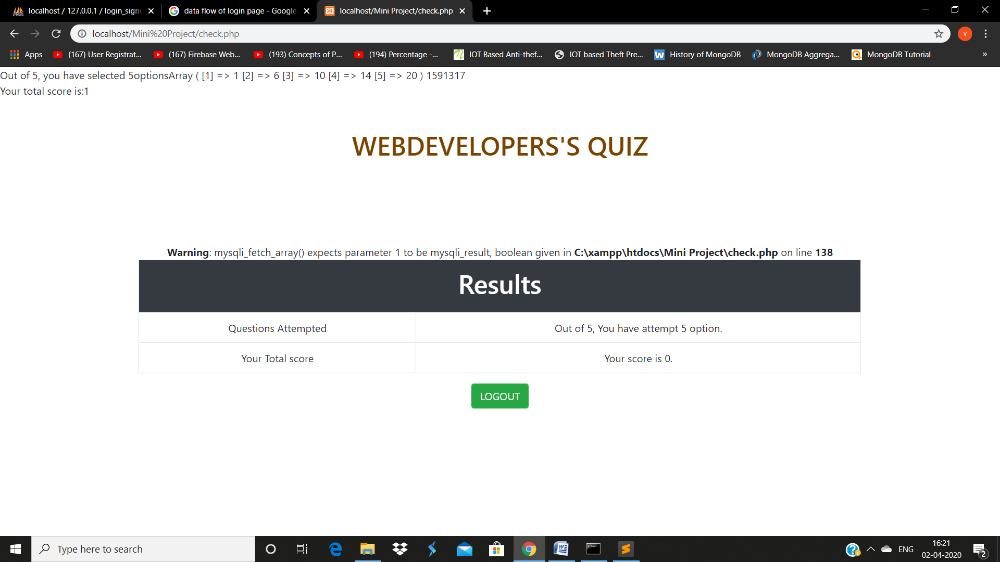 localhost / 127.0.0.1 / login_signu
data flow of login page - Google
localhost/Mini Project/check.php
localhost/Mini%20Project/check.php
V
Apps
(167) User Registrat...
(167) Firebase Web...
(193) Concepts of P...
(194) Percentage -...
IOT Based Anti-thef...
IOT based Theft Pre...
History of MongoDB
MongoDB Aggrega...
MongoDB Tutorial
»
Out of 5, you have selected 5optionsArray ( [1] => 1 [2] => 6 [3] => 10 [4] => 14 [5] => 20 ) 1591317
Your total score is:1
WEBDEVELOPERS'S QUIZ
Warning: mysqli_fetch_array() expects parameter 1 to be mysqli_result, boolean given in C:\xampp\htdocs\Mini Project\check.php on line 138
Results
Questions Attempted
Out of 5, You have attempt 5 option.
Your Total score
Your score is 0.
LOGOUT
Type here to search
ENG
16:21
02-04-2020
2